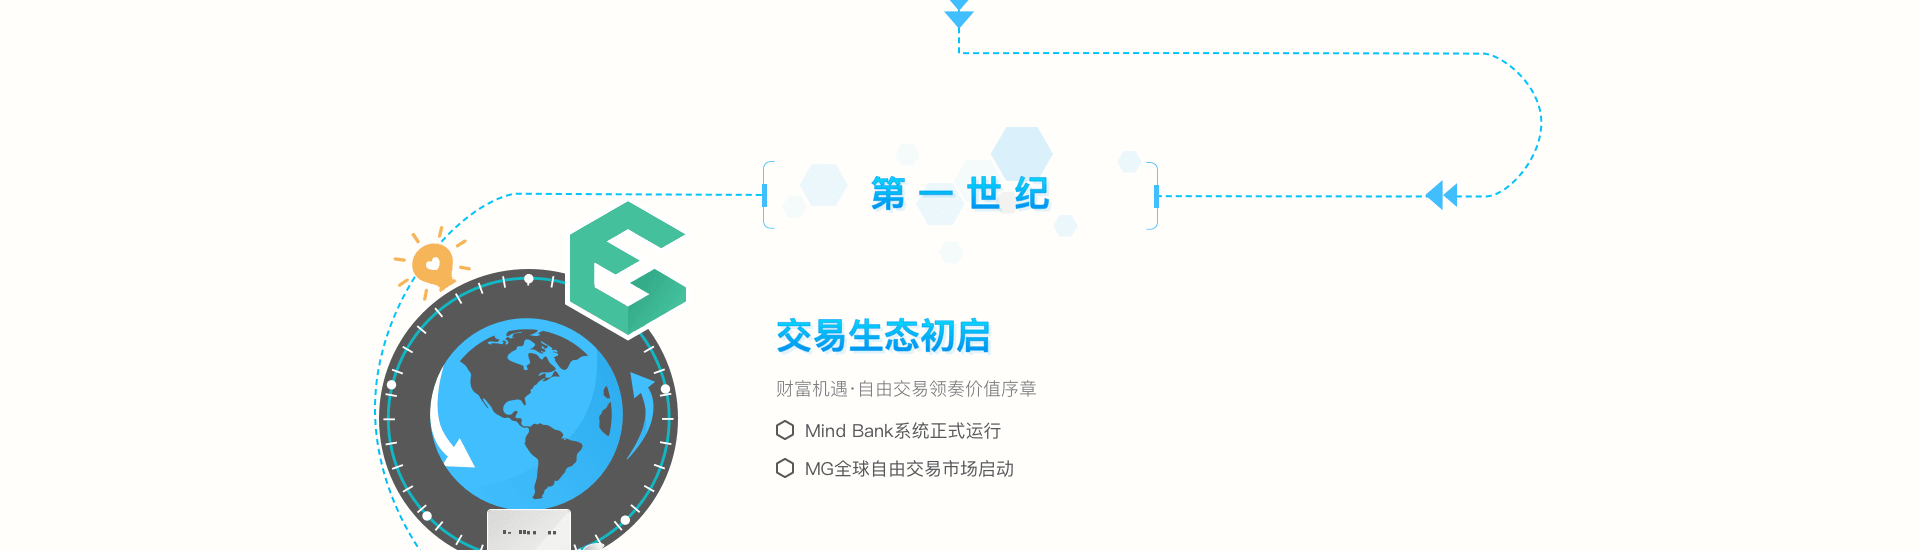 第一世纪
交易生态初启
财富机遇·自由交易领奏价值序章
Mind Bank系统正式运行
MG全球自由交易市场启动